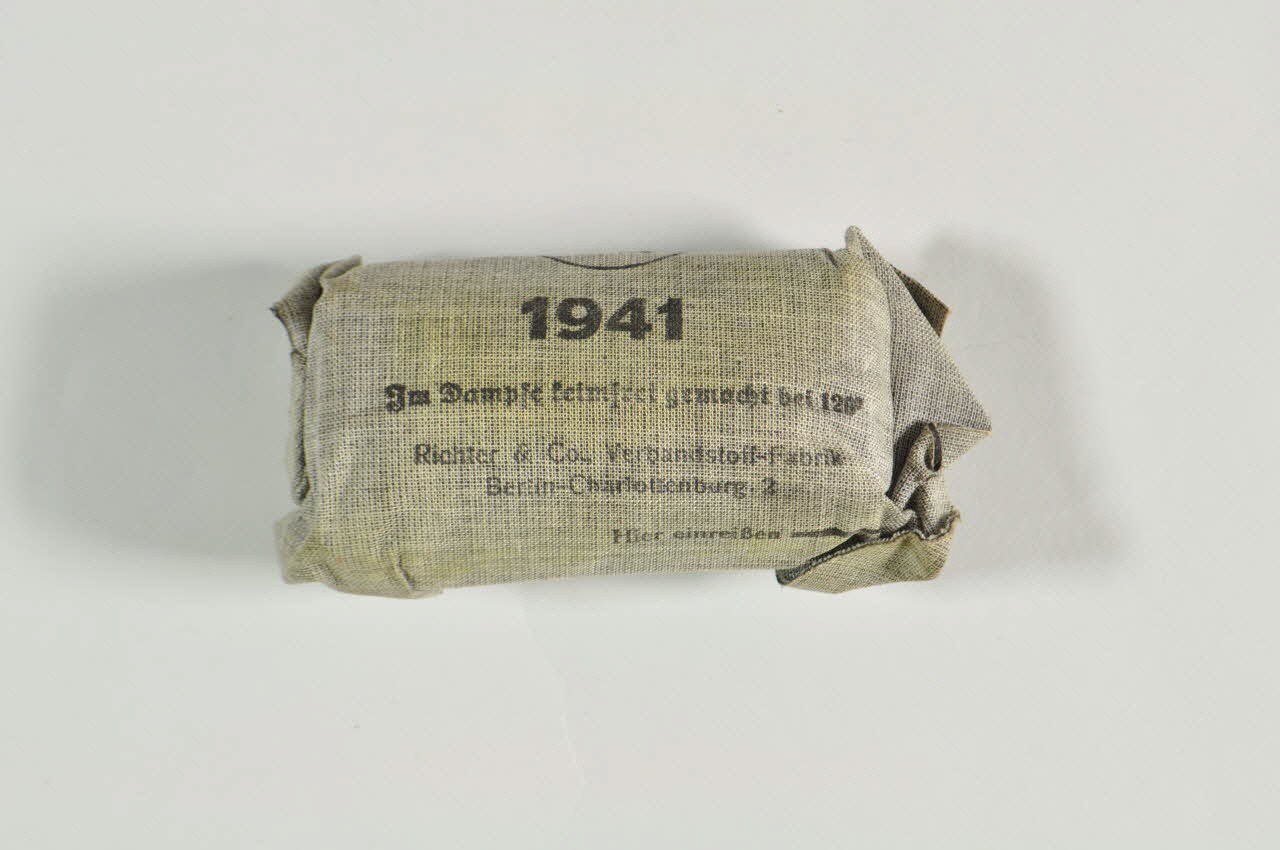 1941
Im Dampfe keimfrei gemacht bei 120°
Richter & Co., Verbandstoff-Fabrik
Berlin-Charlottenburg 2
Hier einreißen